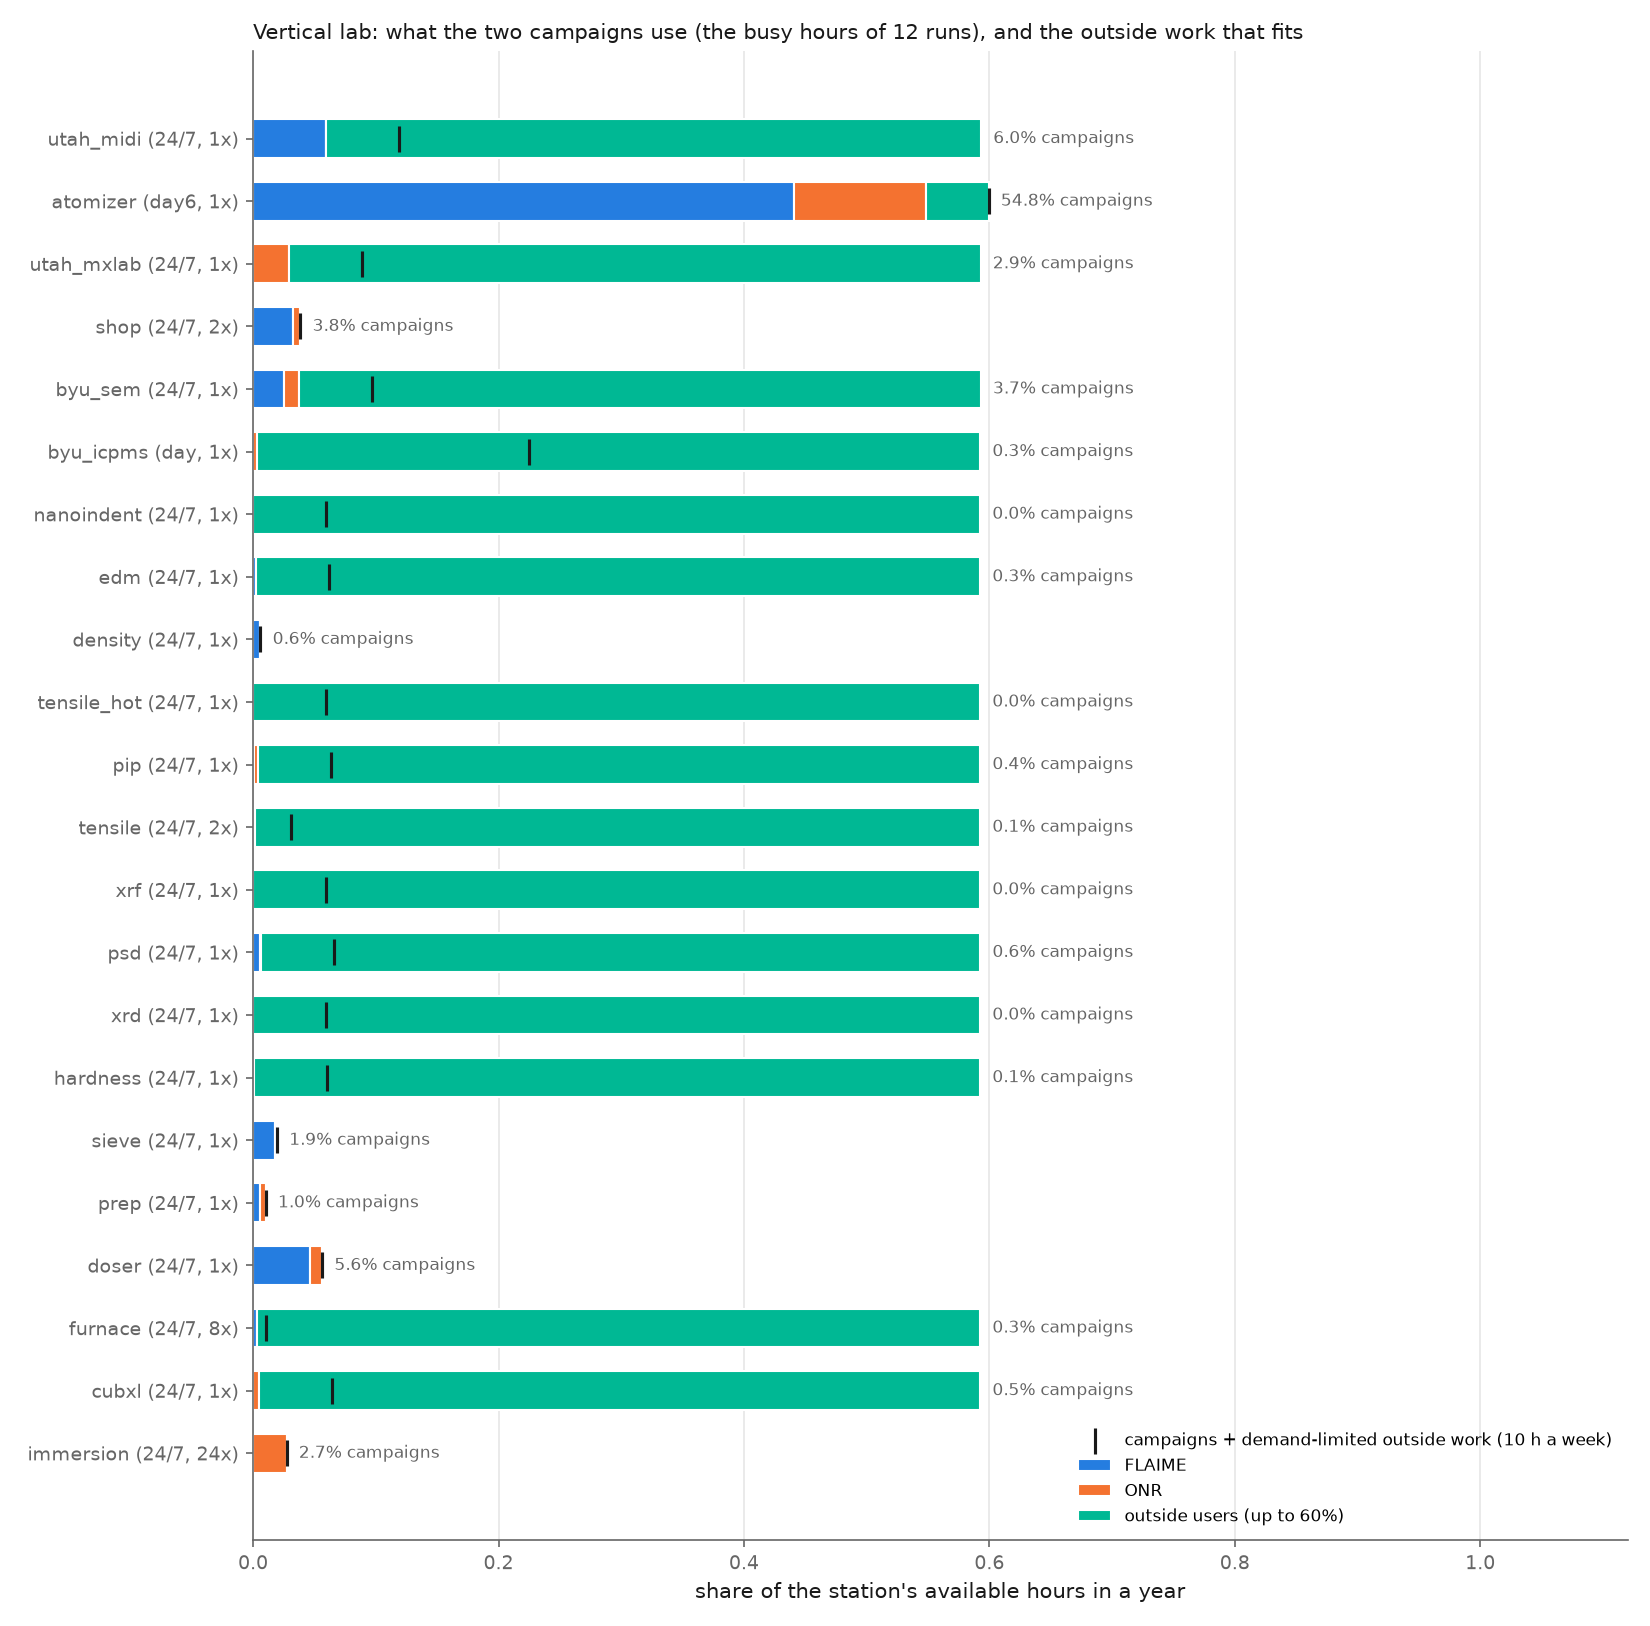 Vertical lab: what the two campaigns use (the busy hours of 12 runs), and the outside work that fits
utah_midi (24/7, 1x) 6.0% campaigns
atomizer (day6, 1x) 54.8% campaigns
utah_mxlab (24/7, 1x) 2.9% campaigns
shop (24/7, 2x) 3.8% campaigns
byu_sem (24/7, 1x) 3.7% campaigns
byu_icpms (day, 1x) 0.3% campaigns
nanoindent (24/7, 1x) 0.0% campaigns
edm (24/7, 1x) 0.3% campaigns
density (24/7, 1x) 0.6% campaigns
tensile_hot (24/7, 1x) 0.0% campaigns
pip (24/7, 1x) 0.4% campaigns
tensile (24/7, 2x) 0.1% campaigns
xrf (24/7, 1x) 0.0% campaigns
psd (24/7, 1x) 0.6% campaigns
xrd (24/7, 1x) 0.0% campaigns
hardness (24/7, 1x) 0.1% campaigns
sieve (24/7, 1x) 1.9% campaigns
prep (24/7, 1x) 1.0% campaigns
doser (24/7, 1x) 5.6% campaigns
furnace (24/7, 8x) 0.3% campaigns
cubxl (24/7, 1x) 0.5% campaigns
immersion (24/7, 24x) 2.7% campaigns
campaigns + demand-limited outside work (10 h a week)
FLAIME
ONR
outside users (up to 60%)
0.0 0.2 0.4 0.6 0.8 1.0
share of the station's available hours in a year